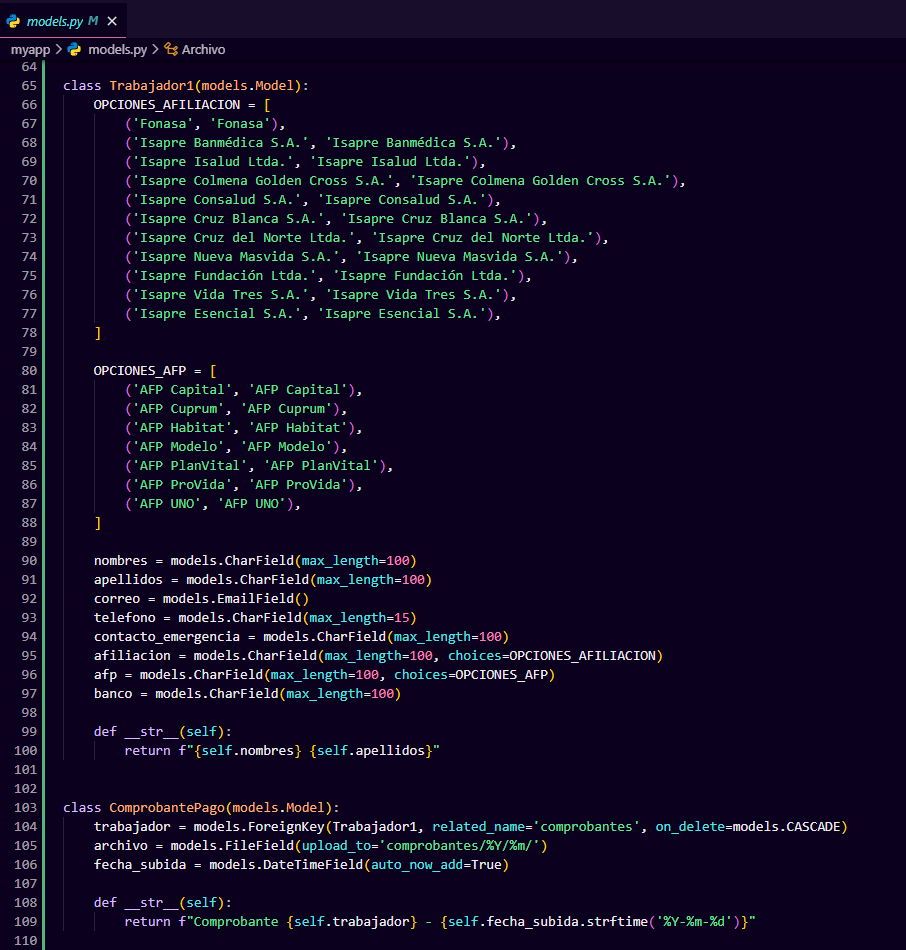 models.py M ×
myapp > models.py > Archivo
64
65 class Trabajador1(models.Model):
66     OPCIONES_AFILIACION = [
67         ('Fonasa', 'Fonasa'),
68         ('Isapre Banmédica S.A.', 'Isapre Banmédica S.A.'),
69         ('Isapre Isalud Ltda.', 'Isapre Isalud Ltda.'),
70         ('Isapre Colmena Golden Cross S.A.', 'Isapre Colmena Golden Cross S.A.'),
71         ('Isapre Consalud S.A.', 'Isapre Consalud S.A.'),
72         ('Isapre Cruz Blanca S.A.', 'Isapre Cruz Blanca S.A.'),
73         ('Isapre Cruz del Norte Ltda.', 'Isapre Cruz del Norte Ltda.'),
74         ('Isapre Nueva Masvida S.A.', 'Isapre Nueva Masvida S.A.'),
75         ('Isapre Fundación Ltda.', 'Isapre Fundación Ltda.'),
76         ('Isapre Vida Tres S.A.', 'Isapre Vida Tres S.A.'),
77         ('Isapre Esencial S.A.', 'Isapre Esencial S.A.'),
78     ]
79
80     OPCIONES_AFP = [
81         ('AFP Capital', 'AFP Capital'),
82         ('AFP Cuprum', 'AFP Cuprum'),
83         ('AFP Habitat', 'AFP Habitat'),
84         ('AFP Modelo', 'AFP Modelo'),
85         ('AFP PlanVital', 'AFP PlanVital'),
86         ('AFP ProVida', 'AFP ProVida'),
87         ('AFP UNO', 'AFP UNO'),
88     ]
89
90     nombres = models.CharField(max_length=100)
91     apellidos = models.CharField(max_length=100)
92     correo = models.EmailField()
93     telefono = models.CharField(max_length=15)
94     contacto_emergencia = models.CharField(max_length=100)
95     afiliacion = models.CharField(max_length=100, choices=OPCIONES_AFILIACION)
96     afp = models.CharField(max_length=100, choices=OPCIONES_AFP)
97     banco = models.CharField(max_length=100)
98
99     def __str__(self):
100         return f"{self.nombres} {self.apellidos}"
101
102
103 class ComprobantePago(models.Model):
104     trabajador = models.ForeignKey(Trabajador1, related_name='comprobantes', on_delete=models.CASCADE)
105     archivo = models.FileField(upload_to='comprobantes/%Y/%m/')
106     fecha_subida = models.DateTimeField(auto_now_add=True)
107
108     def __str__(self):
109         return f"Comprobante {self.trabajador} - {self.fecha_subida.strftime('%Y-%m-%d')}"
110